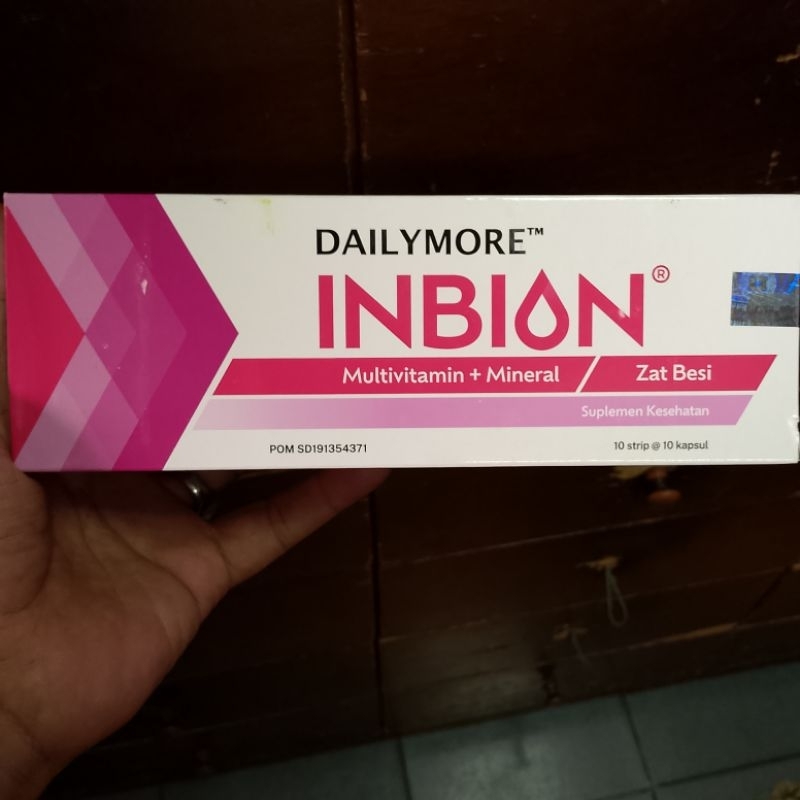 DAILYMORE™
INBION®
Multivitamin + Mineral Zat Besi
Suplemen Kesehatan
POM SD191354371 10 strip @ 10 kapsul